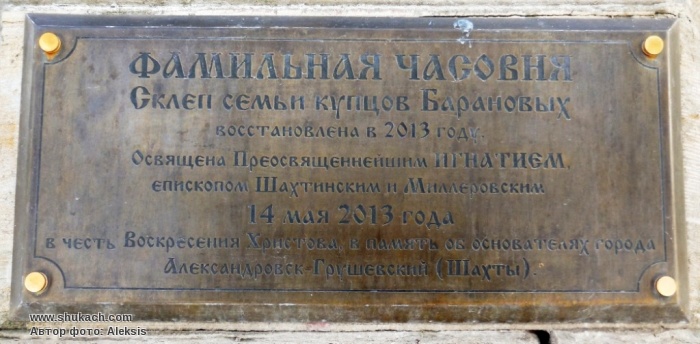 ФАМИЛЬНАЯ ЧАСОВНЯ
Склеп семьи купцов Барановых
восстановлена в 2013 году.
Освящена Преосвященнейшим ИГНАТИЕМ,
епископом Шахтинским и Миллеровским
14 мая 2013 года
в честь Воскресения Христова, в память об основателях города
Александровск-Грушевский (Шахты).
www.shukach.com
Автор фото: Aleksis